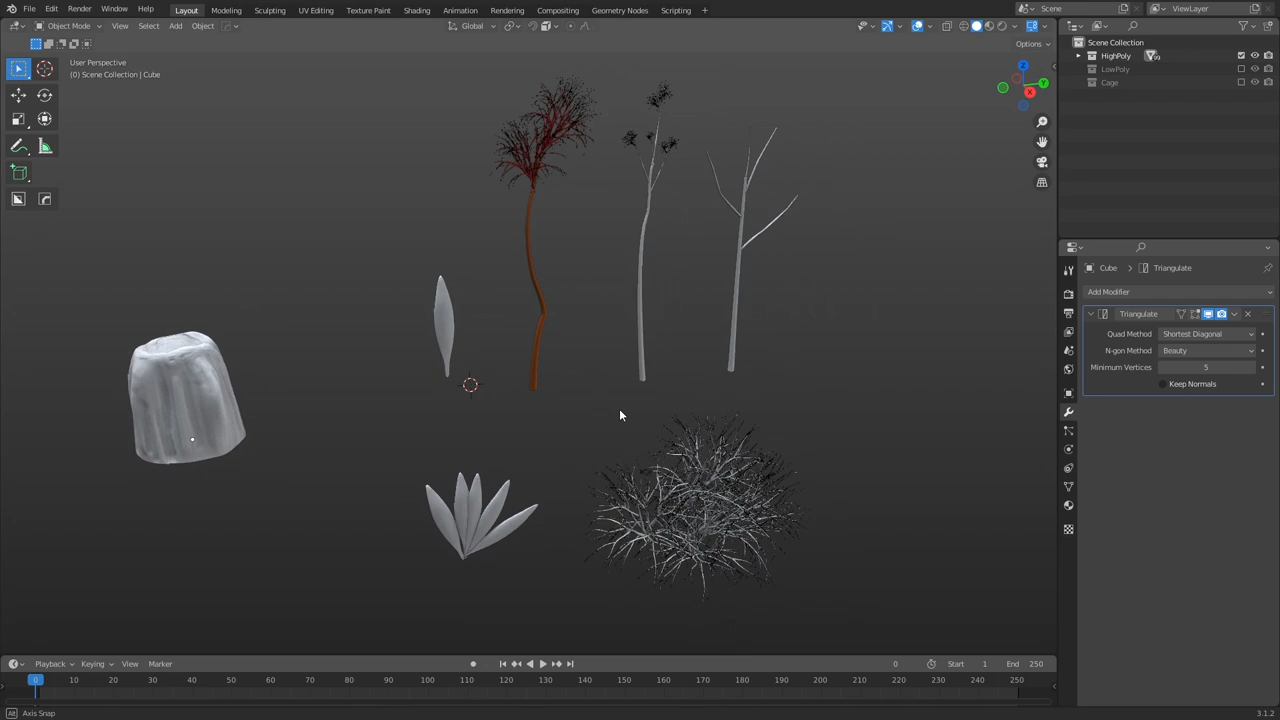 File Edit Render Window Help Layout Modeling Sculpting UV Editing Texture Paint Shading Animation Rendering Compositing Geometry Nodes Scripting + Scene ViewLayer
Object Mode View Select Add Object Global
Options
User Perspective
(0) Scene Collection | Cube
Z
Y
X
Scene Collection
HighPoly
LowPoly
Cage
Cube > Triangulate
Add Modifier
Triangulate
Quad Method Shortest Diagonal
N-gon Method Beauty
Minimum Vertices 5
Keep Normals
Playback Keying View Marker 0 Start 1 End 250
0 10 20 30 40 50 60 70 80 90 100 110 120 130 140 150 160 170 180 190 200 210 220 230 240 250
Alt Axis Snap 3.1.2